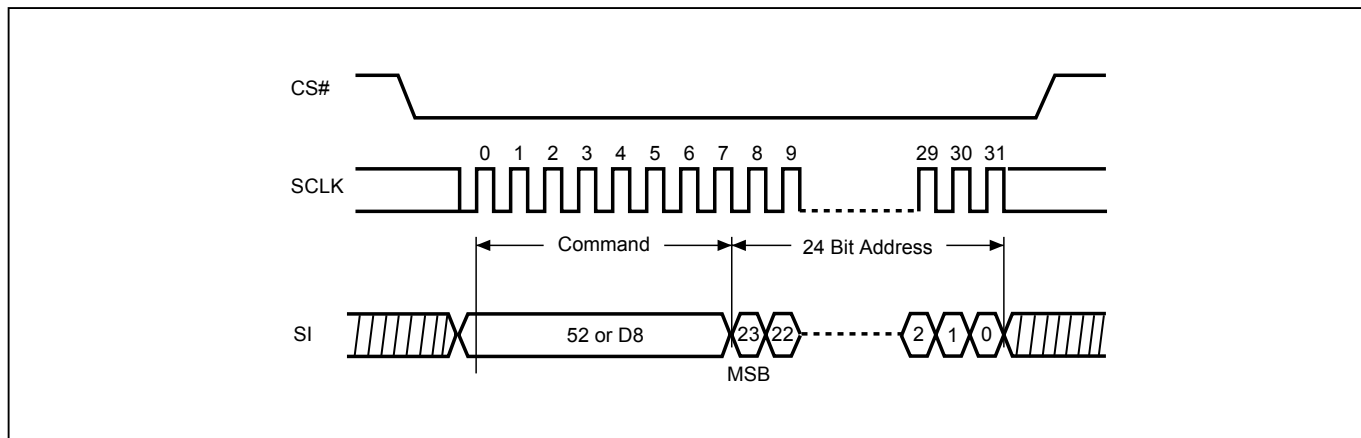 CS#
0 1 2 3 4 5 6 7 8 9 29 30 31
SCLK
Command 24 Bit Address
SI 52 or D8 23 22 2 1 0
MSB